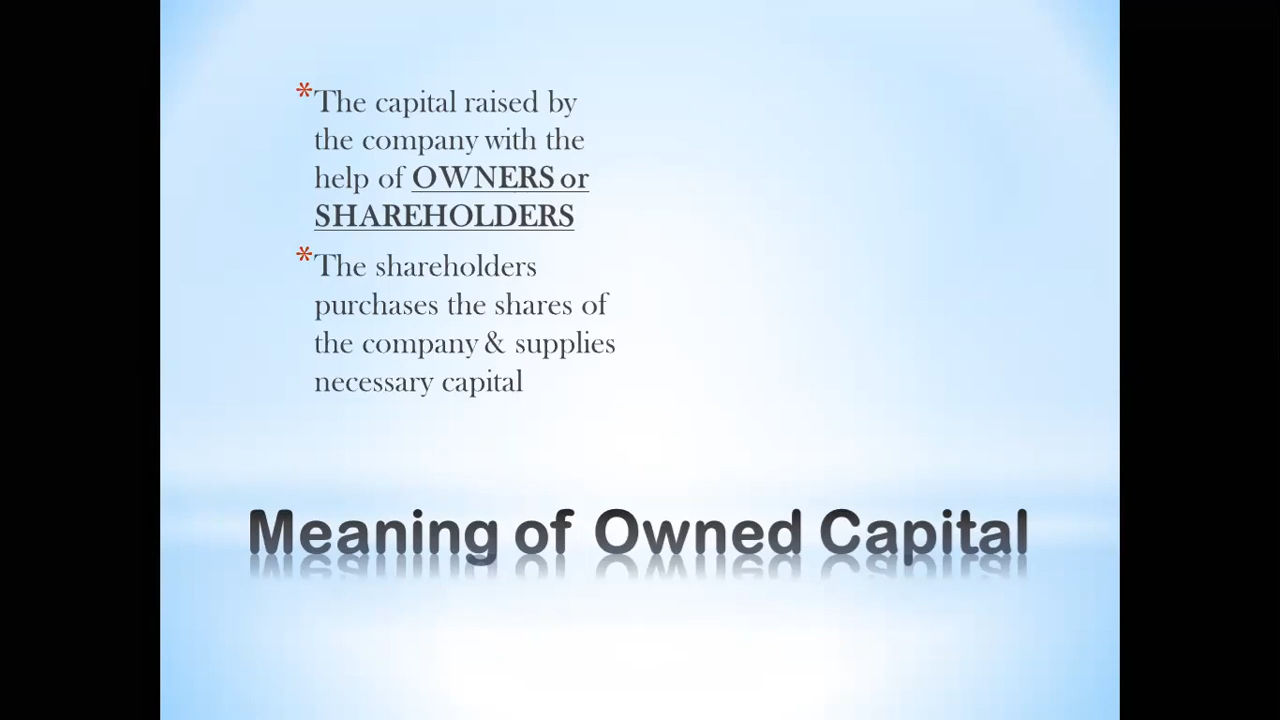 *The capital raised by
the company with the
help of OWNERS or
SHAREHOLDERS
*The shareholders
purchases the shares of
the company & supplies
necessary capital
Meaning of Owned Capital